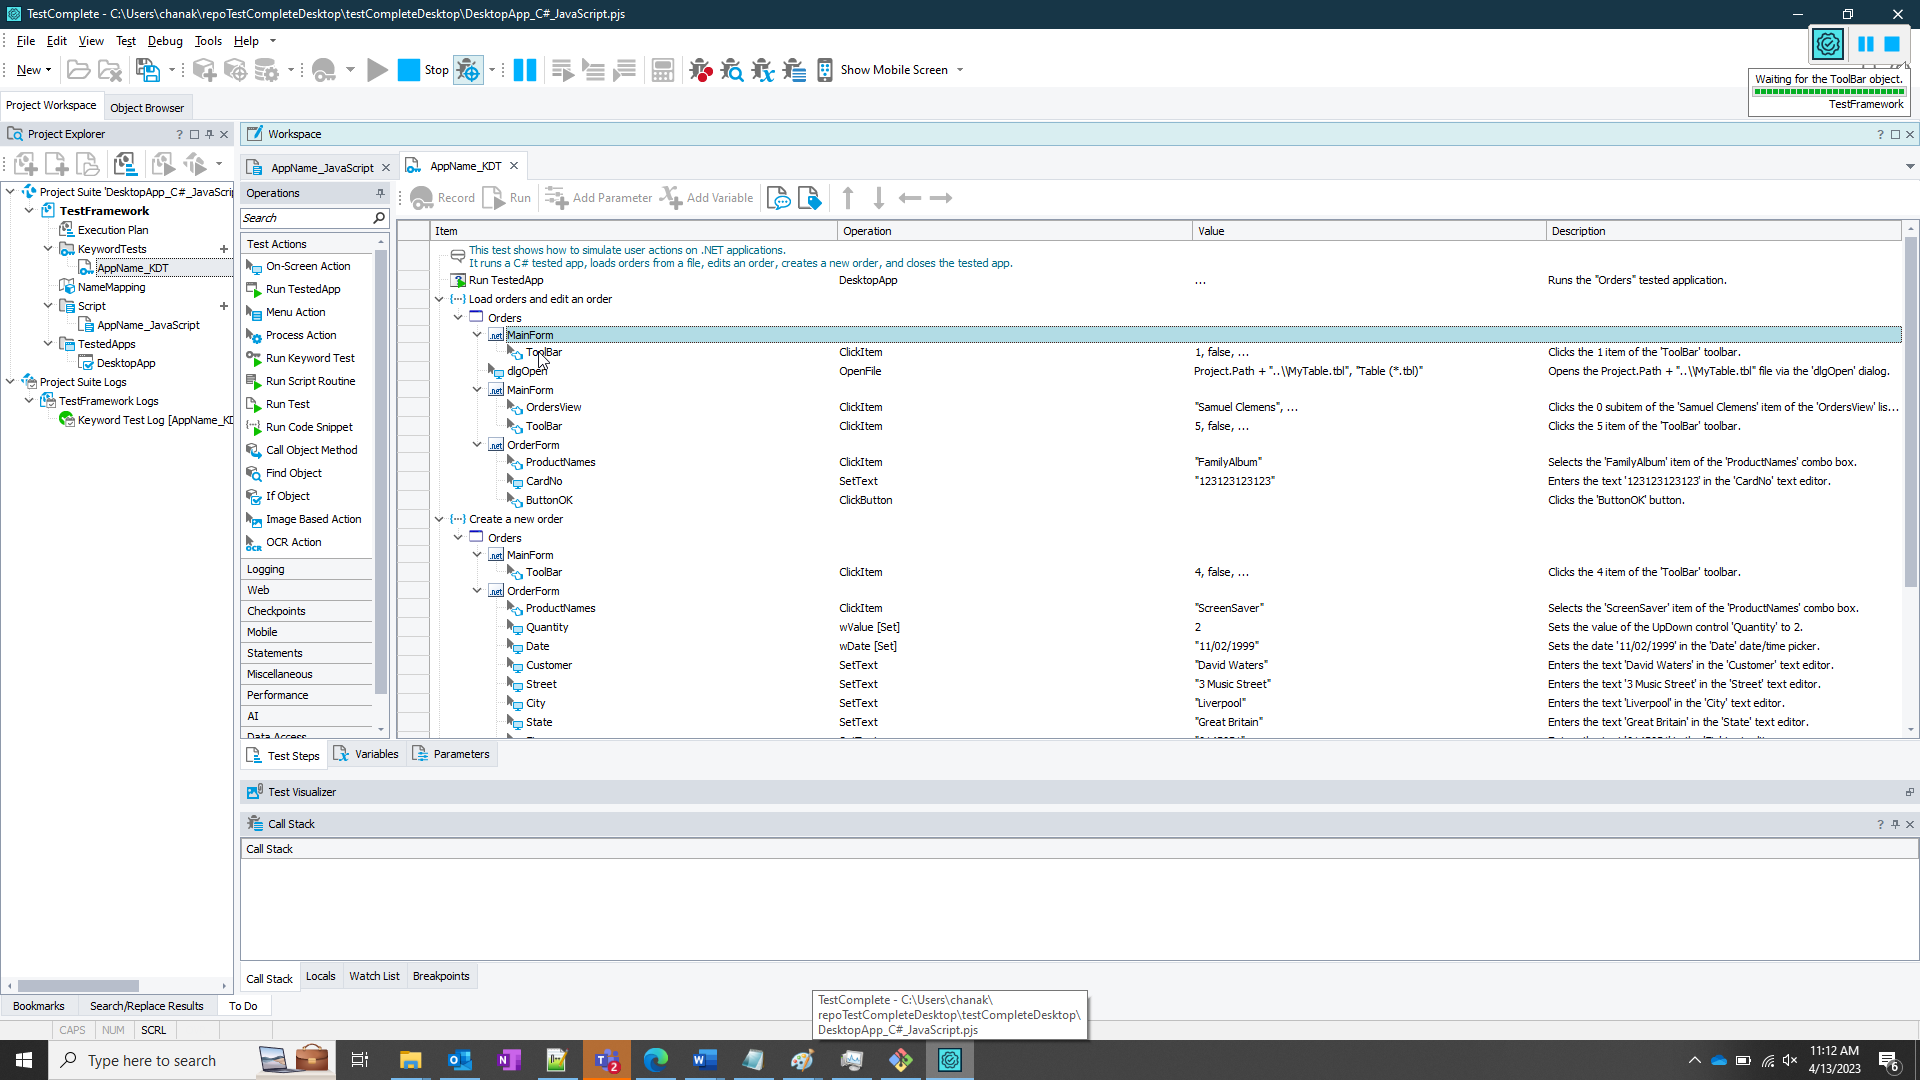 TestComplete - C:\Users\chanak\repoTestCompleteDesktop\testCompleteDesktop\DesktopApp_C#_JavaScript.pjs
File Edit View Test Debug Tools Help
New Stop Show Mobile Screen
Waiting for the ToolBar object.
TestFramework
Project Workspace Object Browser
Project Explorer
Workspace
AppName_JavaScript AppName_KDT
Operations
Record Run Add Parameter Add Variable
Search
Project Suite 'DesktopApp_C#_JavaScri
TestFramework
Execution Plan
KeywordTests
AppName_KDT
NameMapping
Script
AppName_JavaScript
TestedApps
DesktopApp
Project Suite Logs
TestFramework Logs
Keyword Test Log [AppName_KD
Test Actions
On-Screen Action
Run TestedApp
Menu Action
Process Action
Run Keyword Test
Run Script Routine
Run Test
Run Code Snippet
Call Object Method
Find Object
If Object
Image Based Action
OCR Action
Logging
Web
Checkpoints
Mobile
Statements
Miscellaneous
Performance
AI
Data Access
Item Operation Value Description
This test shows how to simulate user actions on .NET applications.
It runs a C# tested app, loads orders from a file, edits an order, creates a new order, and closes the tested app.
Run TestedApp DesktopApp ... Runs the "Orders" tested application.
Load orders and edit an order
Orders
MainForm
ToolBar ClickItem 1, false, ... Clicks the 1 item of the 'ToolBar' toolbar.
dlgOpen OpenFile Project.Path + "..\\MyTable.tbl", "Table (*.tbl)" Opens the Project.Path + "..\\MyTable.tbl" file via the 'dlgOpen' dialog.
MainForm
OrdersView ClickItem "Samuel Clemens", ... Clicks the 0 subitem of the 'Samuel Clemens' item of the 'OrdersView' lis...
ToolBar ClickItem 5, false, ... Clicks the 5 item of the 'ToolBar' toolbar.
OrderForm
ProductNames ClickItem "FamilyAlbum" Selects the 'FamilyAlbum' item of the 'ProductNames' combo box.
CardNo SetText "123123123123" Enters the text '123123123123' in the 'CardNo' text editor.
ButtonOK ClickButton Clicks the 'ButtonOK' button.
Create a new order
Orders
MainForm
ToolBar ClickItem 4, false, ... Clicks the 4 item of the 'ToolBar' toolbar.
OrderForm
ProductNames ClickItem "ScreenSaver" Selects the 'ScreenSaver' item of the 'ProductNames' combo box.
Quantity wValue [Set] 2 Sets the value of the UpDown control 'Quantity' to 2.
Date wDate [Set] "11/02/1999" Sets the date '11/02/1999' in the 'Date' date/time picker.
Customer SetText "David Waters" Enters the text 'David Waters' in the 'Customer' text editor.
Street SetText "3 Music Street" Enters the text '3 Music Street' in the 'Street' text editor.
City SetText "Liverpool" Enters the text 'Liverpool' in the 'City' text editor.
State SetText "Great Britain" Enters the text 'Great Britain' in the 'State' text editor.
Test Steps Variables Parameters
Test Visualizer
Call Stack
Call Stack
Call Stack Locals Watch List Breakpoints
Bookmarks Search/Replace Results To Do
CAPS NUM SCRL
TestComplete - C:\Users\chanak\
repoTestCompleteDesktop\testCompleteDesktop\
DesktopApp_C#_JavaScript.pjs
Type here to search
11:12 AM
4/13/2023